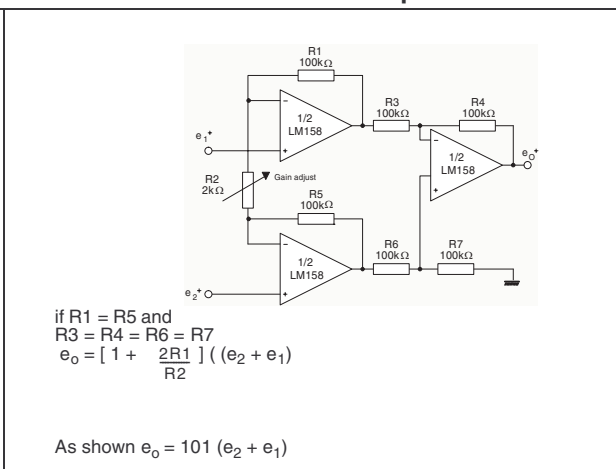 R1
100kΩ
1/2
LM158
R3
100kΩ
R4
100kΩ
e1+
R2
2kΩ
Gain adjust
1/2
LM158
eO+
R5
100kΩ
1/2
LM158
R6
100kΩ
R7
100kΩ
e2+
if R1 = R5 and
R3 = R4 = R6 = R7
eo = [ 1 + 2R1/R2 ] ( (e2 + e1)
As shown eo = 101 (e2 + e1)